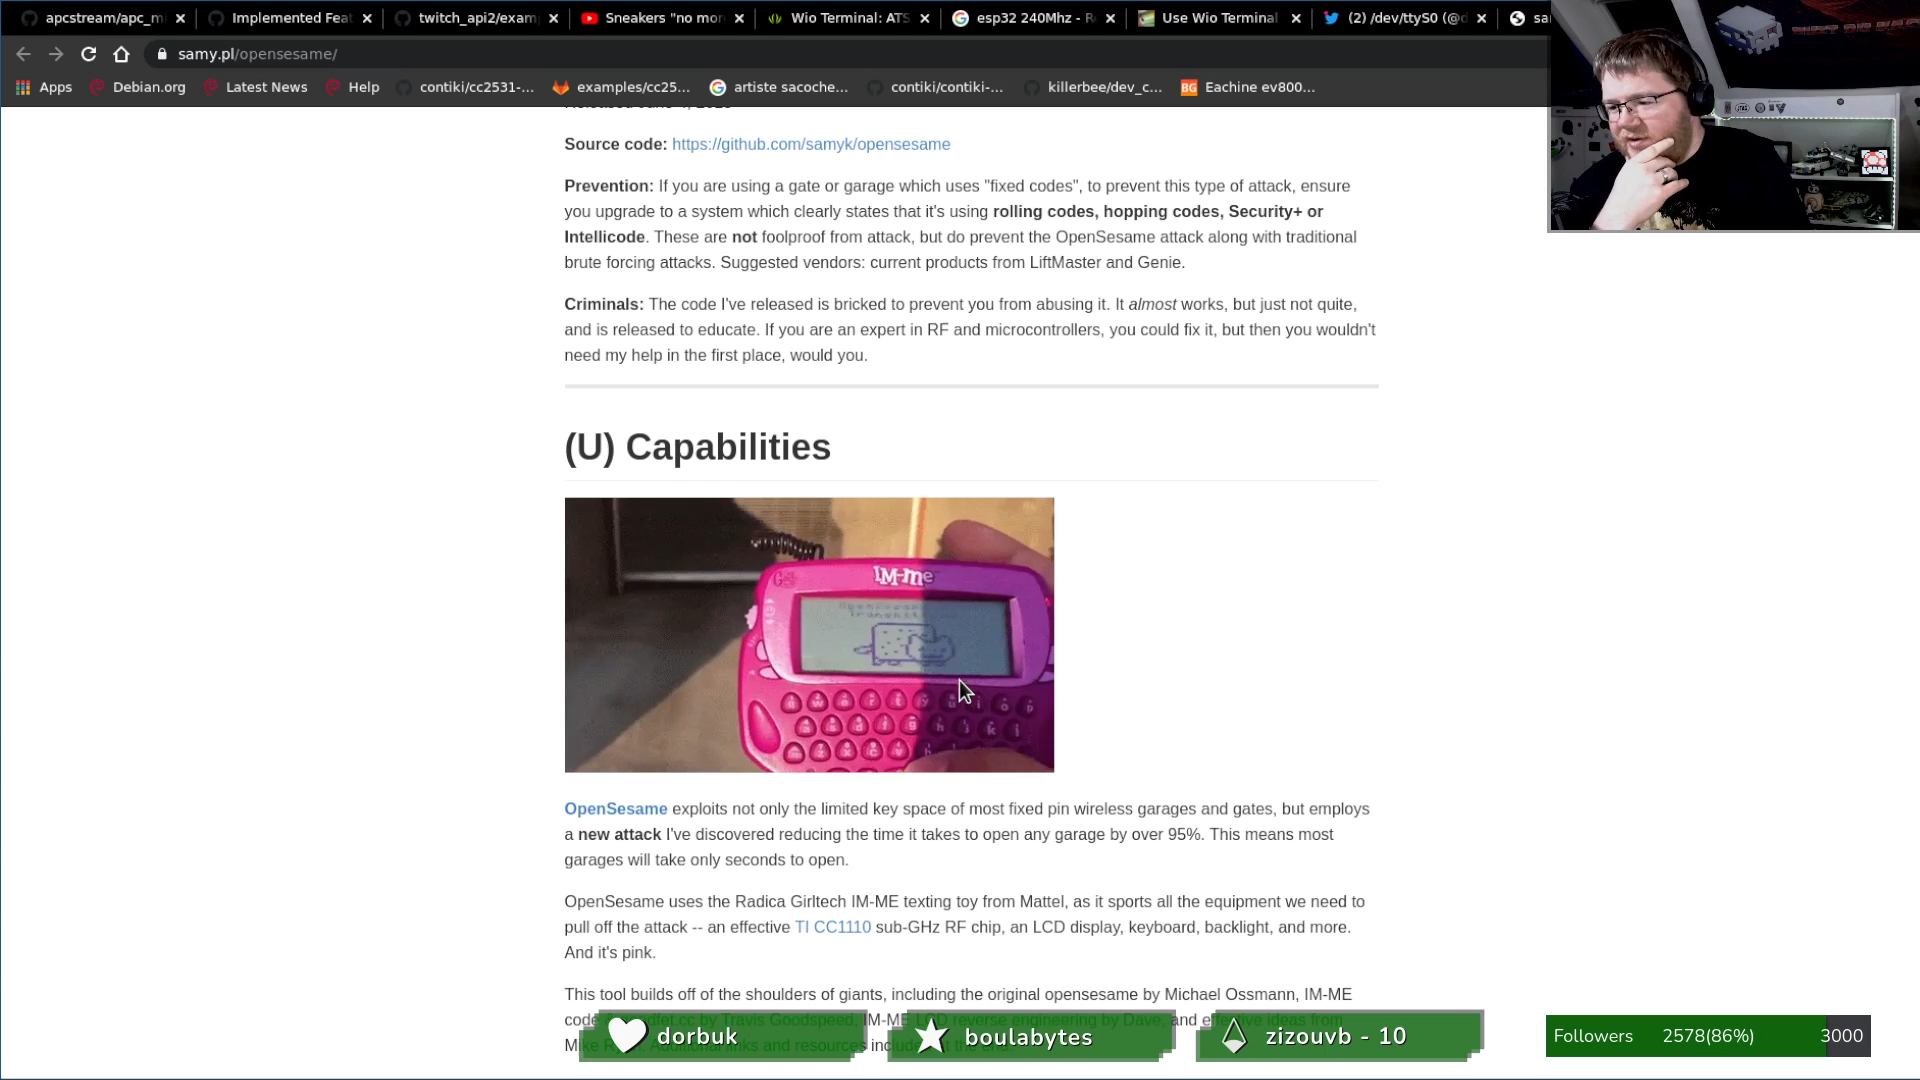 apcstream/apc_mi
Implemented Feat
twitch_api2/examp
Sneakers "no mor
Wio Terminal: ATS
esp32 240Mhz - R
Use Wio Terminal
(2) /dev/ttyS0 (@d
samy.pl/opensesame/
Apps
Debian.org
Latest News
Help
contiki/cc2531-...
examples/cc25...
artiste sacoche...
contiki/contiki-...
killerbee/dev_c...
BG Eachine ev800...
Source code: https://github.com/samyk/opensesame
Prevention: If you are using a gate or garage which uses "fixed codes", to prevent this type of attack, ensure
you upgrade to a system which clearly states that it's using rolling codes, hopping codes, Security+ or
Intellicode. These are not foolproof from attack, but do prevent the OpenSesame attack along with traditional
brute forcing attacks. Suggested vendors: current products from LiftMaster and Genie.
Criminals: The code I've released is bricked to prevent you from abusing it. It almost works, but just not quite,
and is released to educate. If you are an expert in RF and microcontrollers, you could fix it, but then you wouldn't
need my help in the first place, would you.
(U) Capabilities
IM-me
OpenSesame exploits not only the limited key space of most fixed pin wireless garages and gates, but employs
a new attack I've discovered reducing the time it takes to open any garage by over 95%. This means most
garages will take only seconds to open.
OpenSesame uses the Radica Girltech IM-ME texting toy from Mattel, as it sports all the equipment we need to
pull off the attack -- an effective TI CC1110 sub-GHz RF chip, an LCD display, keyboard, backlight, and more.
And it's pink.
This tool builds off of the shoulders of giants, including the original opensesame by Michael Ossmann, IM-ME
dorbuk
boulabytes
zizouvb - 10
Followers 2578(86%) 3000